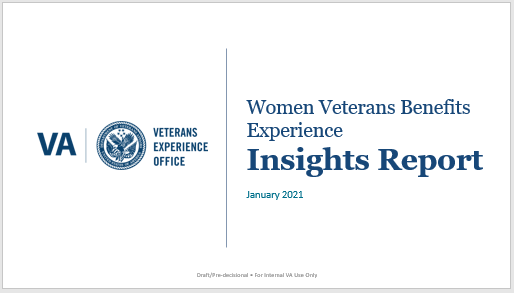 VA
VETERANS
EXPERIENCE
OFFICE
Women Veterans Benefits
Experience
Insights Report
January 2021
Draft/Pre-decisional • For Internal VA Use Only